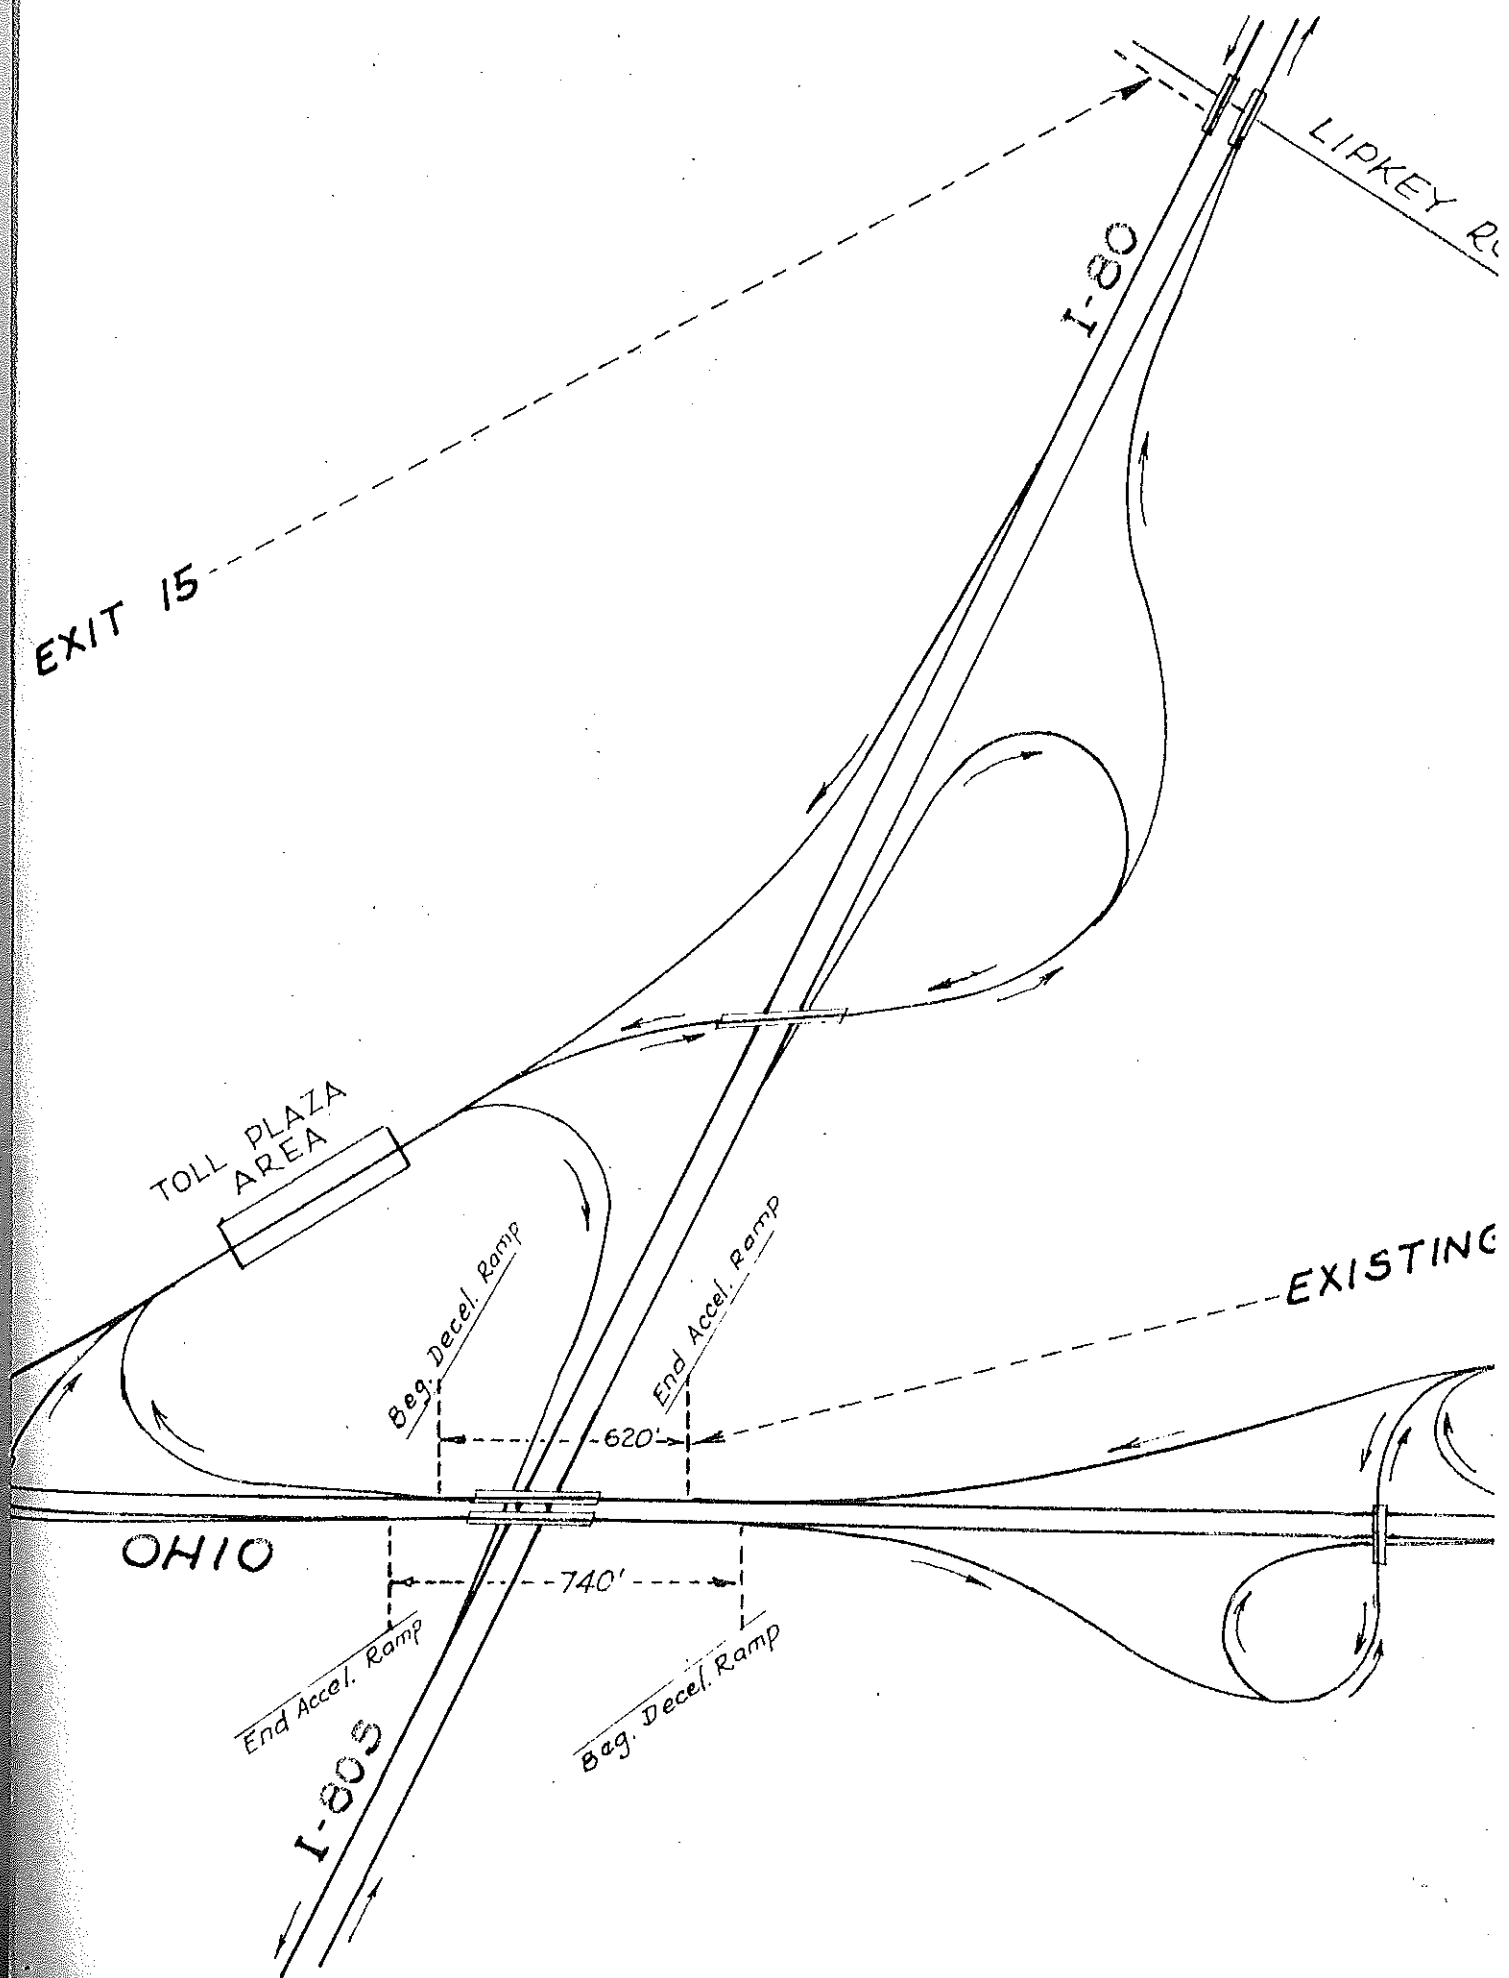 LIPKEY
I-80
EXIT 15
TOLL PLAZA
AREA
Beg. Decel. Ramp
End Accel. Ramp
EXISTING
620'
OHIO
740'
End Accel. Ramp
Beg. Decel. Ramp
I-80S